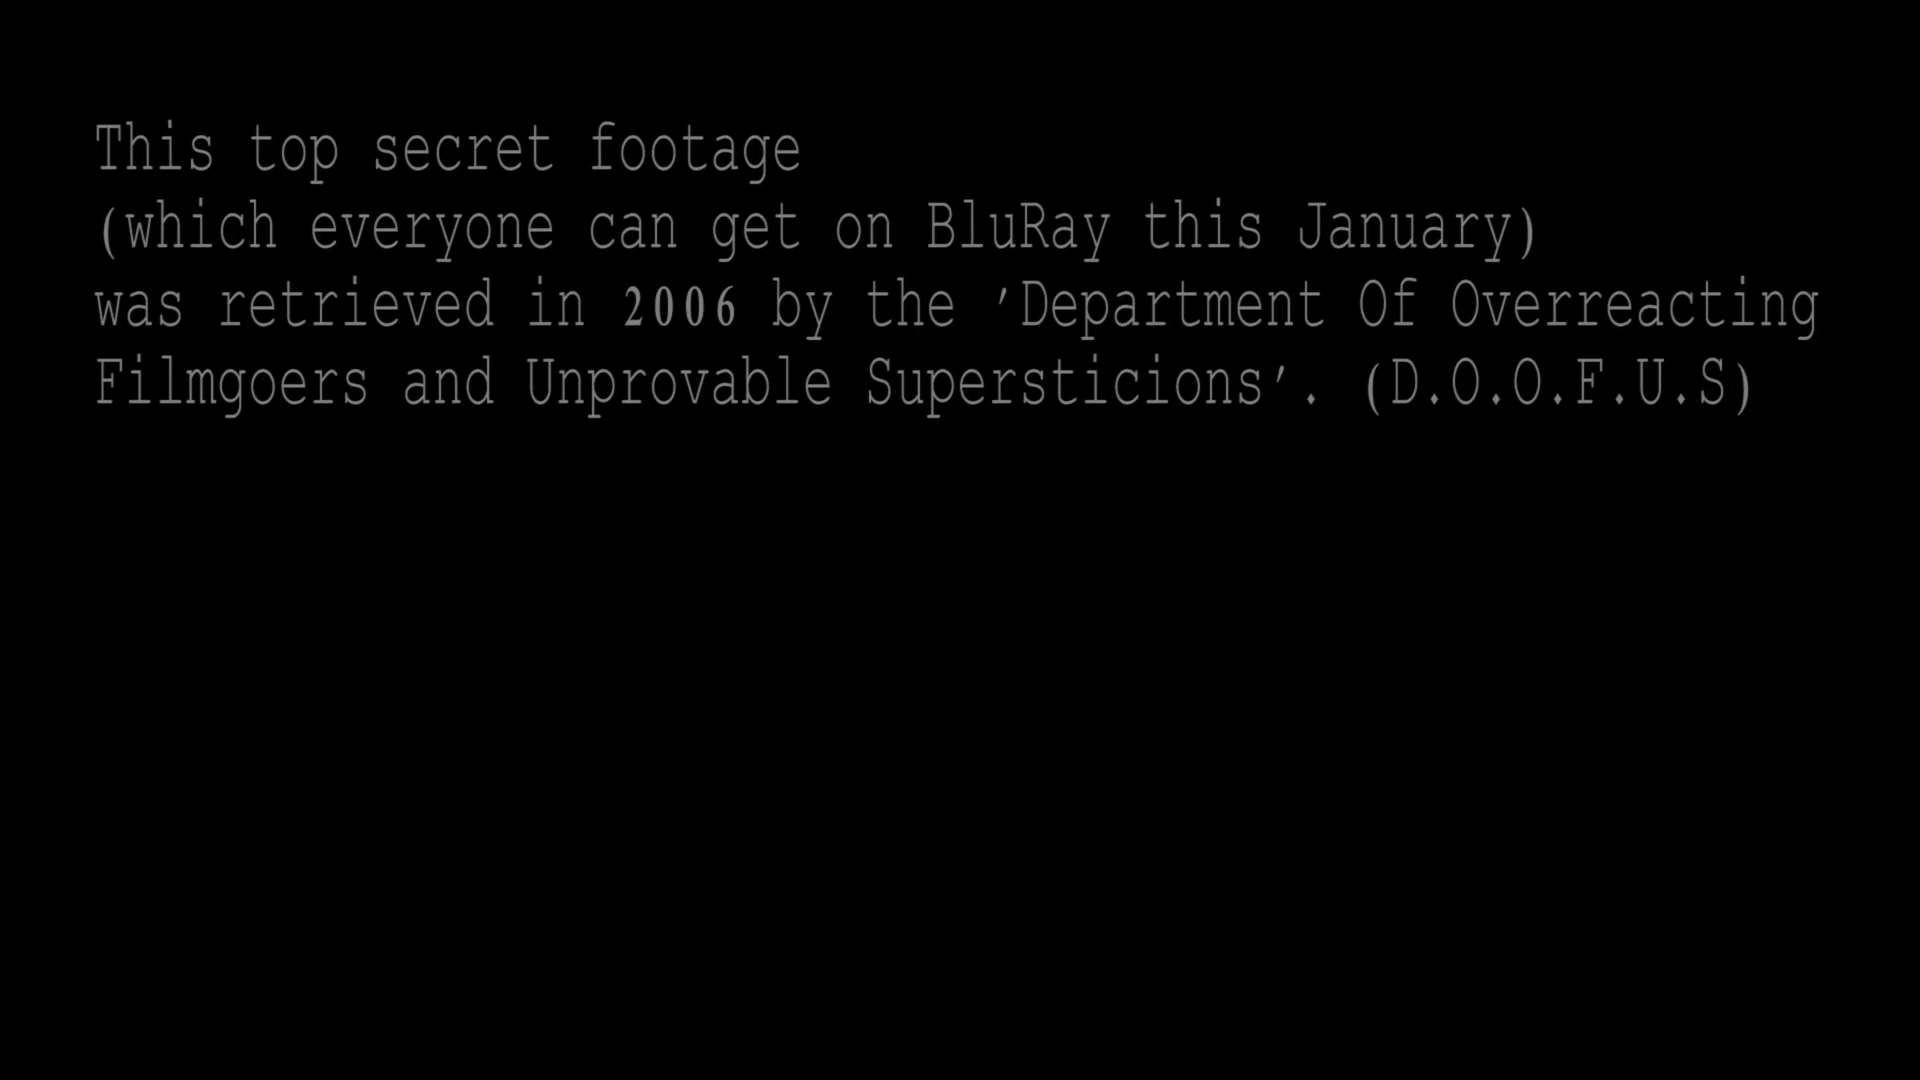 This top secret footage
(which everyone can get on BluRay this January)
was retrieved in 2006 by the 'Department Of Overreacting
Filmgoers and Unprovable Supersticions'. (D.O.O.F.U.S)